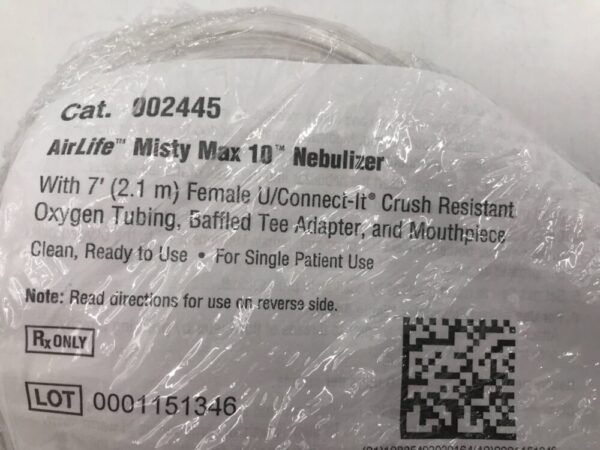 Cat. 002445
AirLife™ Misty Max 10™ Nebulizer
With 7' (2.1 m) Female U/Connect-It® Crush Resistant
Oxygen Tubing, Baffled Tee Adapter, and Mouthpiece
Clean, Ready to Use • For Single Patient Use
Note: Read directions for use on reverse side.
Rx ONLY
LOT 0001151346